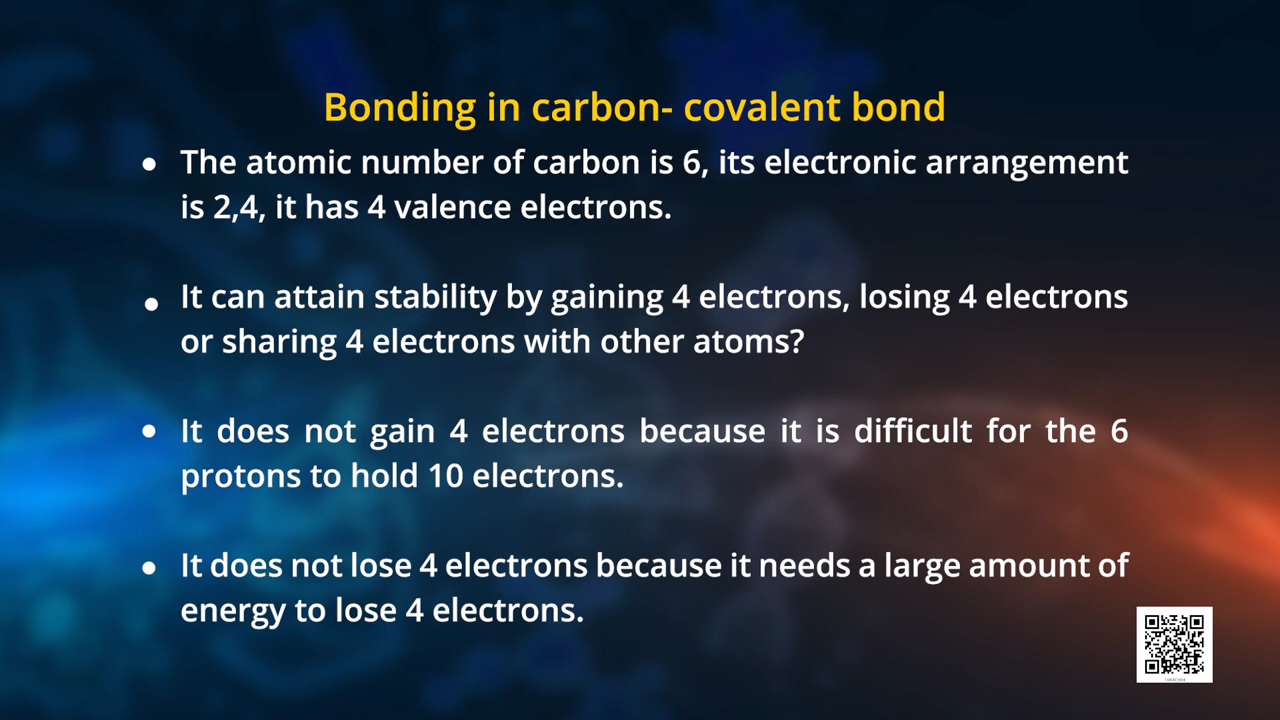 Bonding in carbon- covalent bond
• The atomic number of carbon is 6, its electronic arrangement
is 2,4, it has 4 valence electrons.
• It can attain stability by gaining 4 electrons, losing 4 electrons
or sharing 4 electrons with other atoms?
• It does not gain 4 electrons because it is difficult for the 6
protons to hold 10 electrons.
• It does not lose 4 electrons because it needs a large amount of
energy to lose 4 electrons.